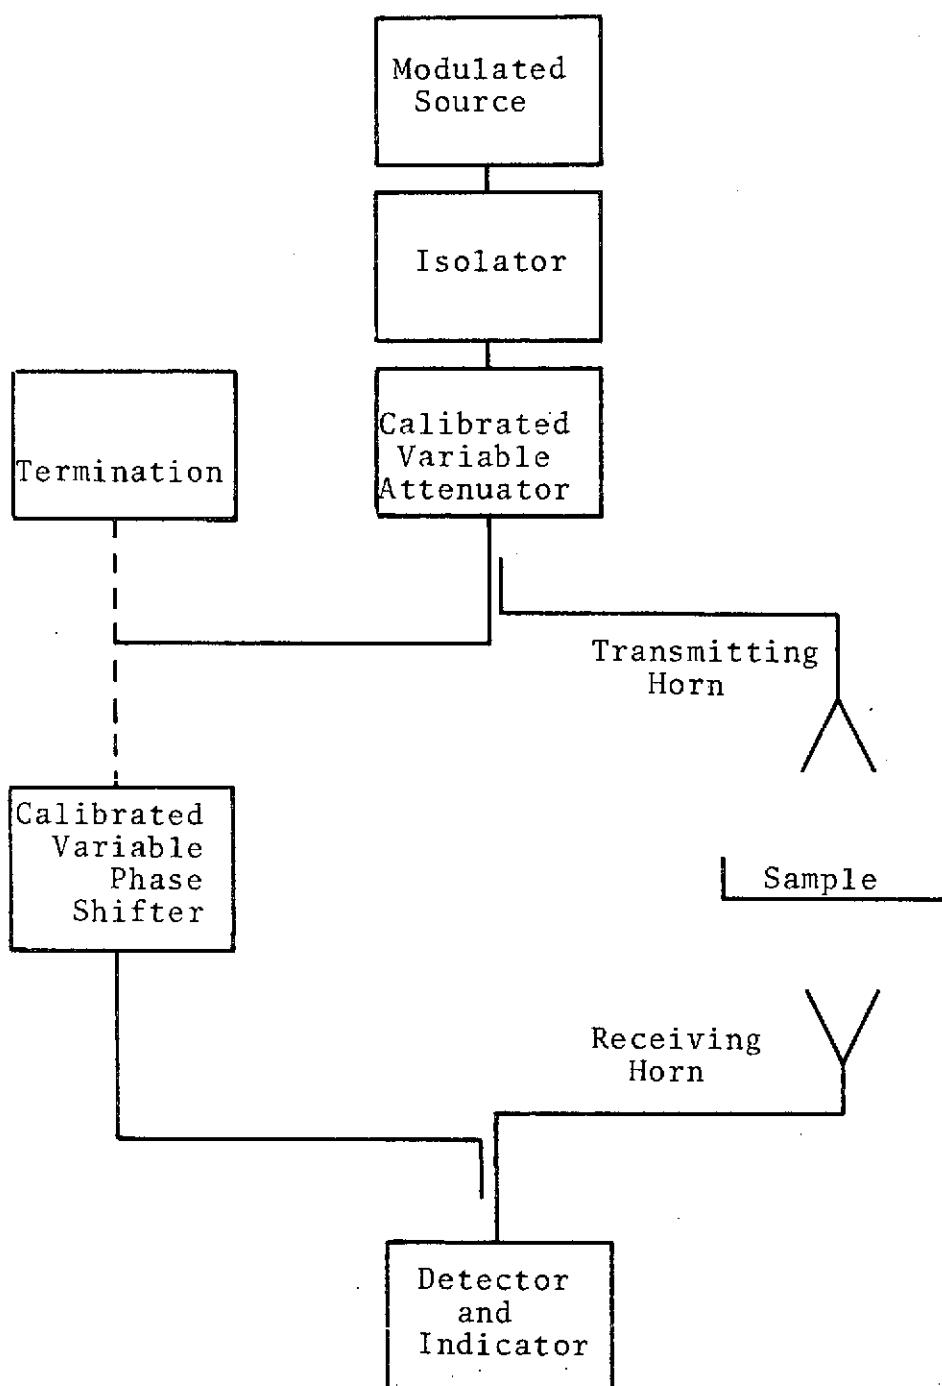 Modulated
Source
Isolator
Calibrated
Variable
Attenuator
Termination
Transmitting
Horn
Calibrated
Variable
Phase
Shifter
Sample
Receiving
Horn
Detector
and
Indicator